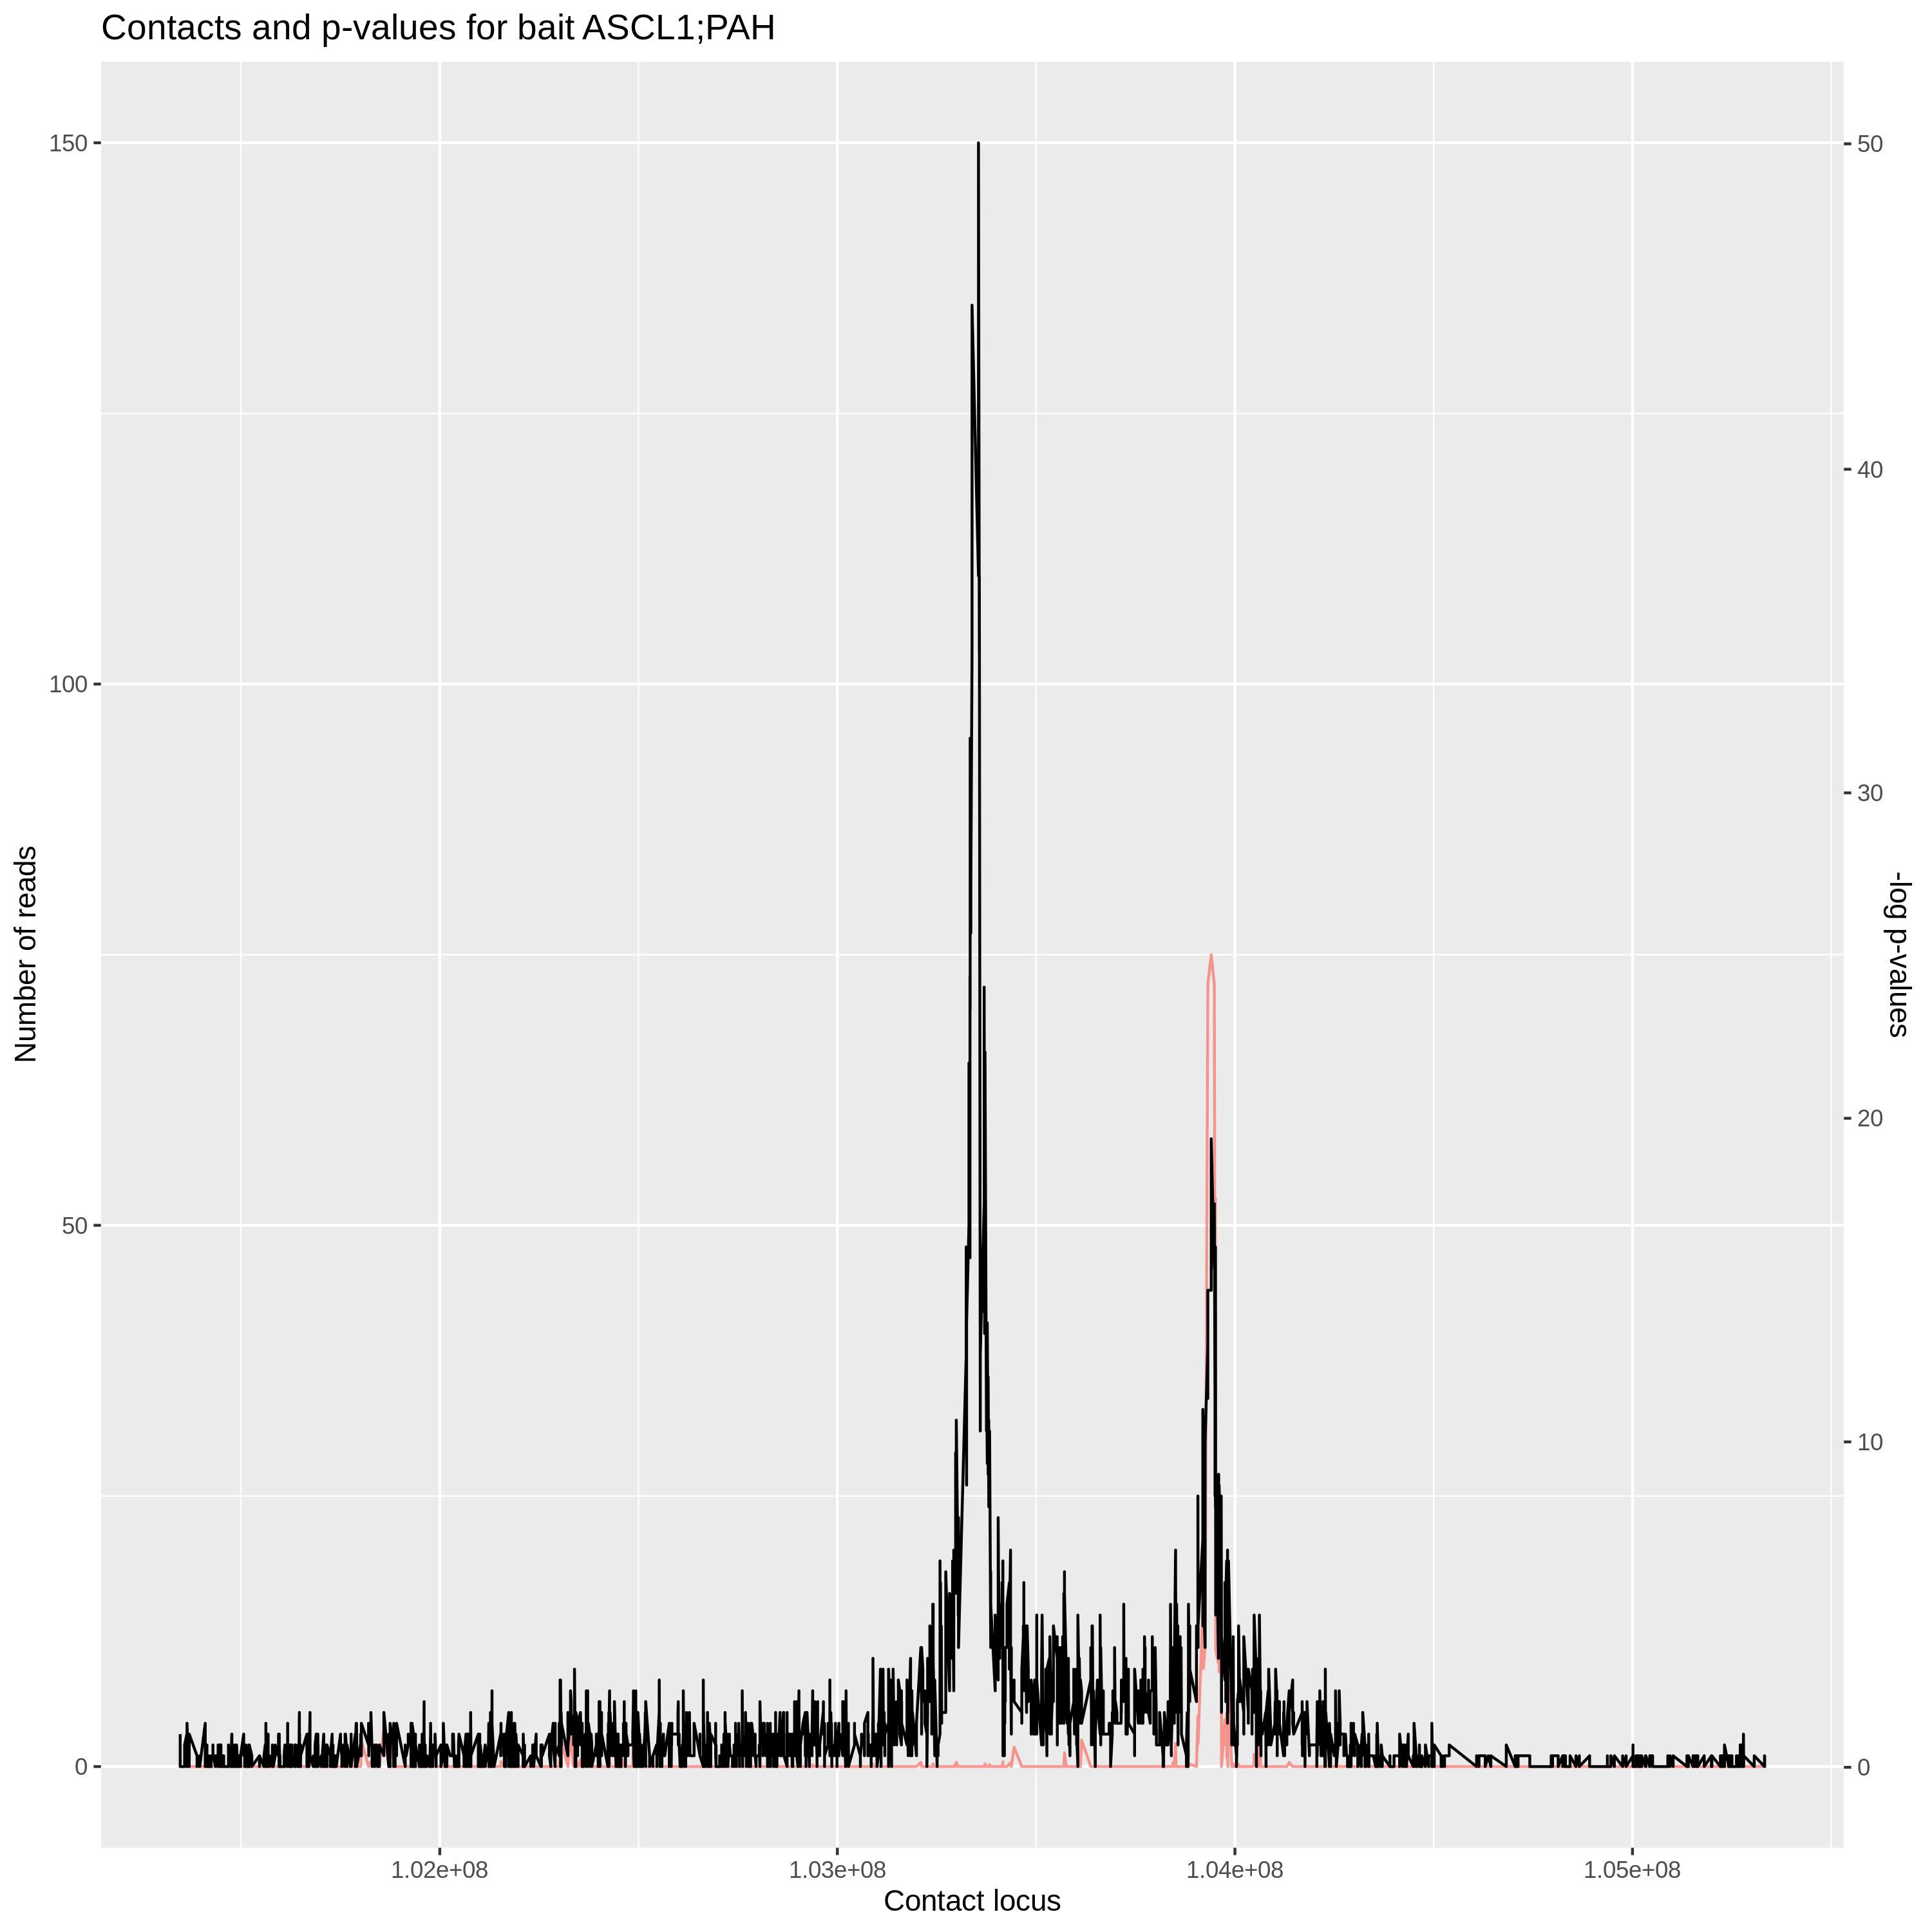 Contacts and p-values for bait ASCL1;PAH
150
100
50
0
Number of reads
50
40
30
20
10
0
-log p-values
1.02e+08 1.03e+08 1.04e+08 1.05e+08
Contact locus